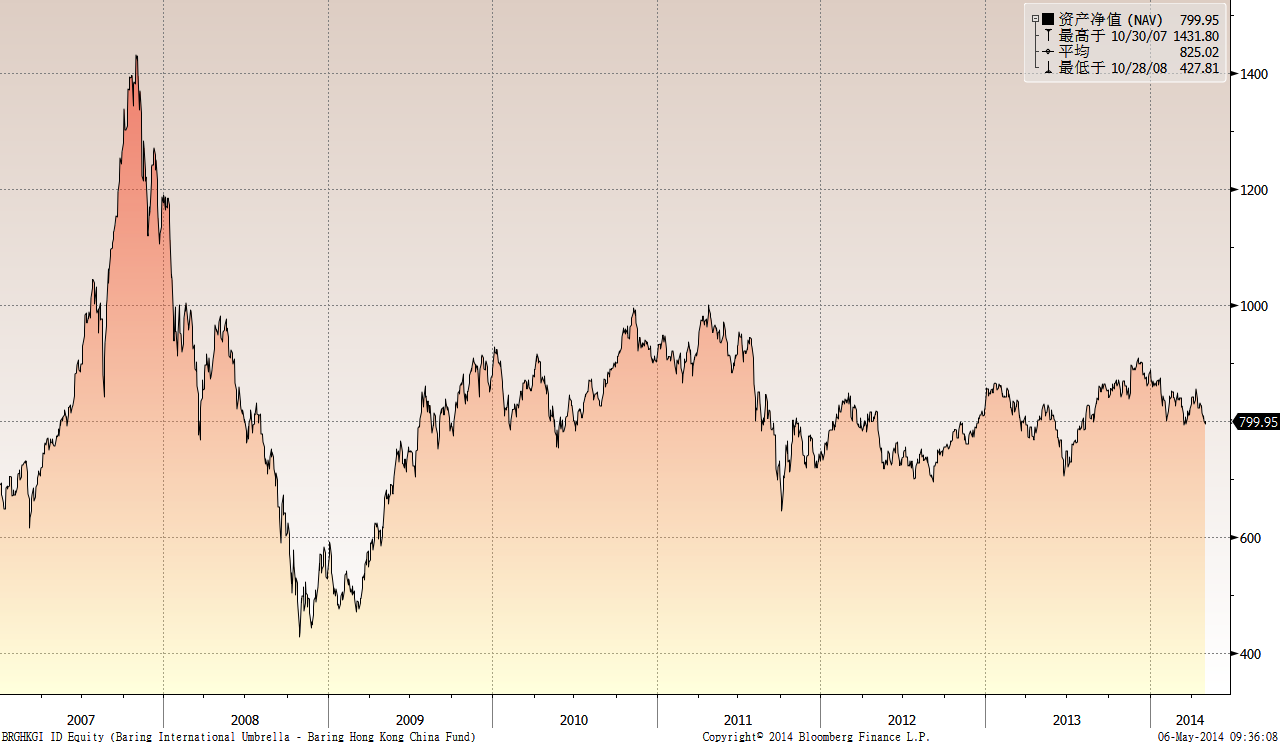 资产净值 (NAV) 799.95
最高于 10/30/07 1431.80
平均 825.02
最低于 10/28/08 427.81
1400
1200
1000
799.95
600
400
2007 2008 2009 2010 2011 2012 2013 2014
BRGHKGI ID Equity (Baring International Umbrella - Baring Hong Kong China Fund) Copyright© 2014 Bloomberg Finance L.P. 06-May-2014 09:36:08